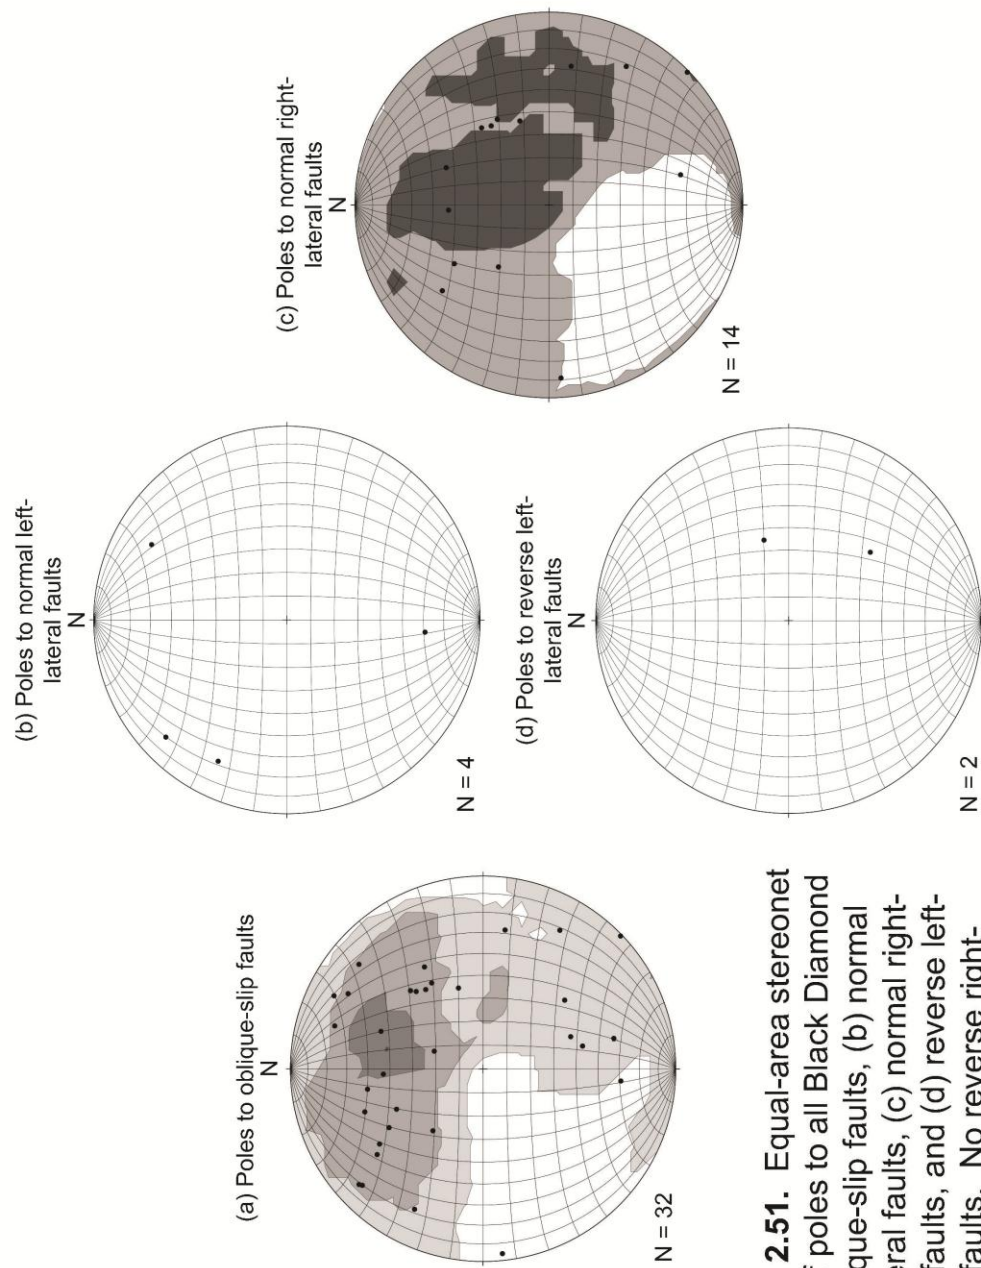 (a) Poles to oblique-slip faults
N
N = 32
(b) Poles to normal left-
lateral faults
N
N = 4
(c) Poles to normal right-
lateral faults
N
N = 14
(d) Poles to reverse left-
lateral faults
N
N = 2
2.51. Equal-area stereonet
poles to all Black Diamond
que-slip faults, (b) normal
eral faults, (c) normal right-
faults, and (d) reverse left-
faults. No reverse right-